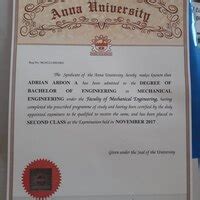 Anna University
The Syndicate of the Anna University hereby makes known that
ADRIAN ARDON A has been admitted to the DEGREE OF
BACHELOR OF ENGINEERING in MECHANICAL
ENGINEERING under the Faculty of Mechanical Engineering, having
completed the prescribed programme of study and having been certified by the duly
appointed examiners to be qualified to receive the same, and has been placed in
SECOND CLASS at the Examination held in NOVEMBER 2017
Given under the Seal of the University